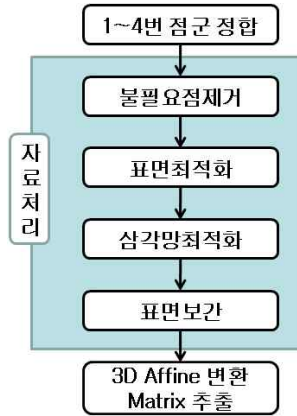 1~4번 점군 정합
불필요점제거
자료처리
표면최적화
삼각망최적화
표면보간
3D Affine 변환
Matrix 추출